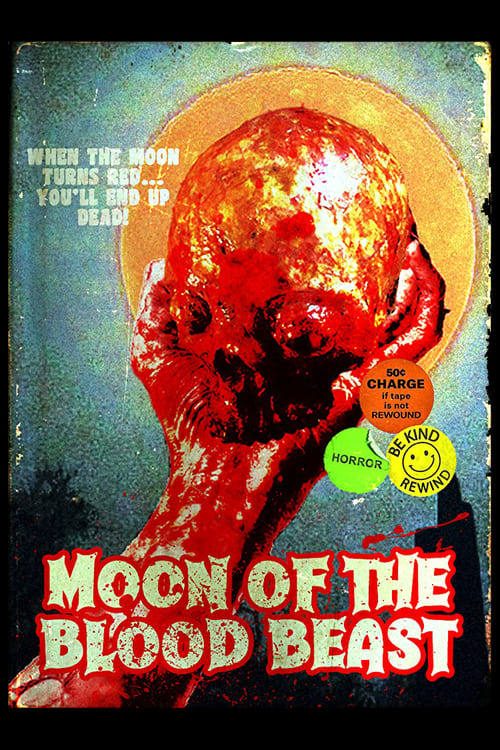 WHEN THE MOON
TURNS RED...
YOU'LL END UP
DEAD!
50¢
CHARGE
if tape
is not
REWOUND
HORROR
BE KIND
REWIND
MOON OF THE
BLOOD BEAST